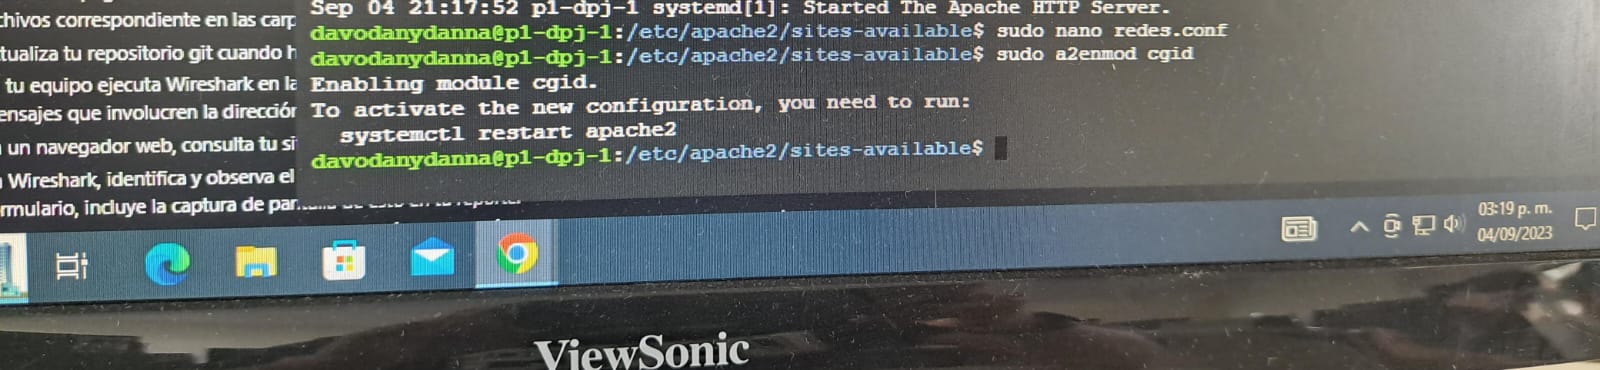 chivos correspondiente en las carp
tualiza tu repositorio git cuando h
tu equipo ejecuta Wireshark en la
ensajes que involucren la dirección
un navegador web, consulta tu si
Wireshark, identifica y observa el
rmulario, incluye la captura de pan
Sep 04 21:17:52 p1-dpj-1 systemd[1]: Started The Apache HTTP Server.
davodanydanna@p1-dpj-1:/etc/apache2/sites-available$ sudo nano redes.conf
davodanydanna@p1-dpj-1:/etc/apache2/sites-available$ sudo a2enmod cgid
Enabling module cgid.
To activate the new configuration, you need to run:
systemctl restart apache2
davodanydanna@p1-dpj-1:/etc/apache2/sites-available$
03:19 p. m.
04/09/2023
ViewSonic